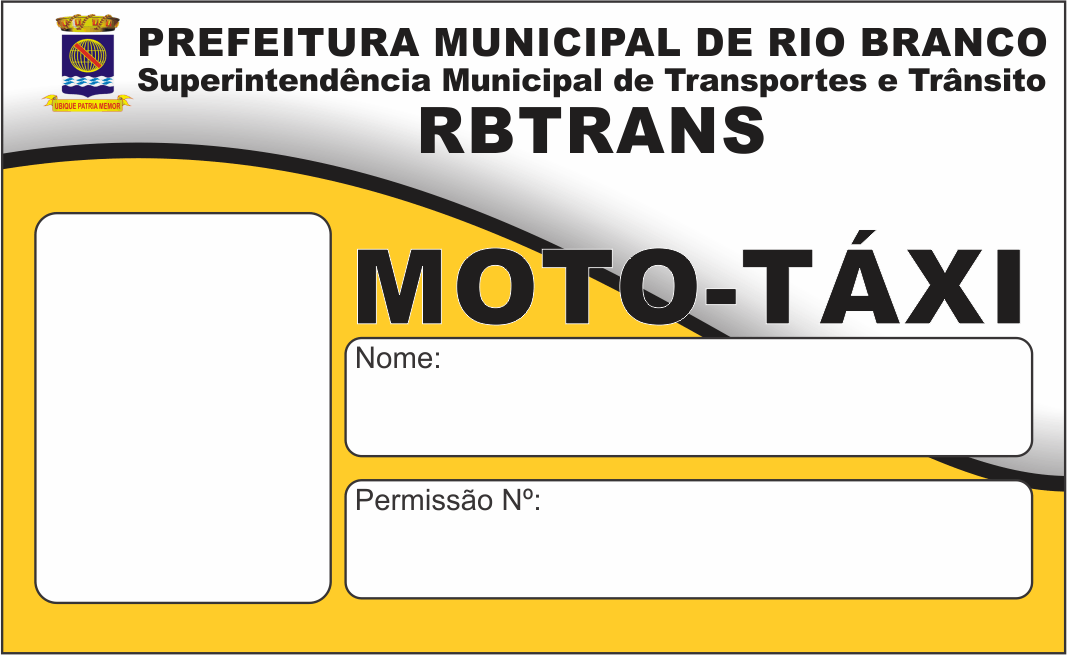 PREFEITURA MUNICIPAL DE RIO BRANCO
Superintendência Municipal de Transportes e Trânsito
RBTRANS
UBIQUE PATRIA MEMOR
MOTO-TÁXI
Nome:
Permissão Nº: